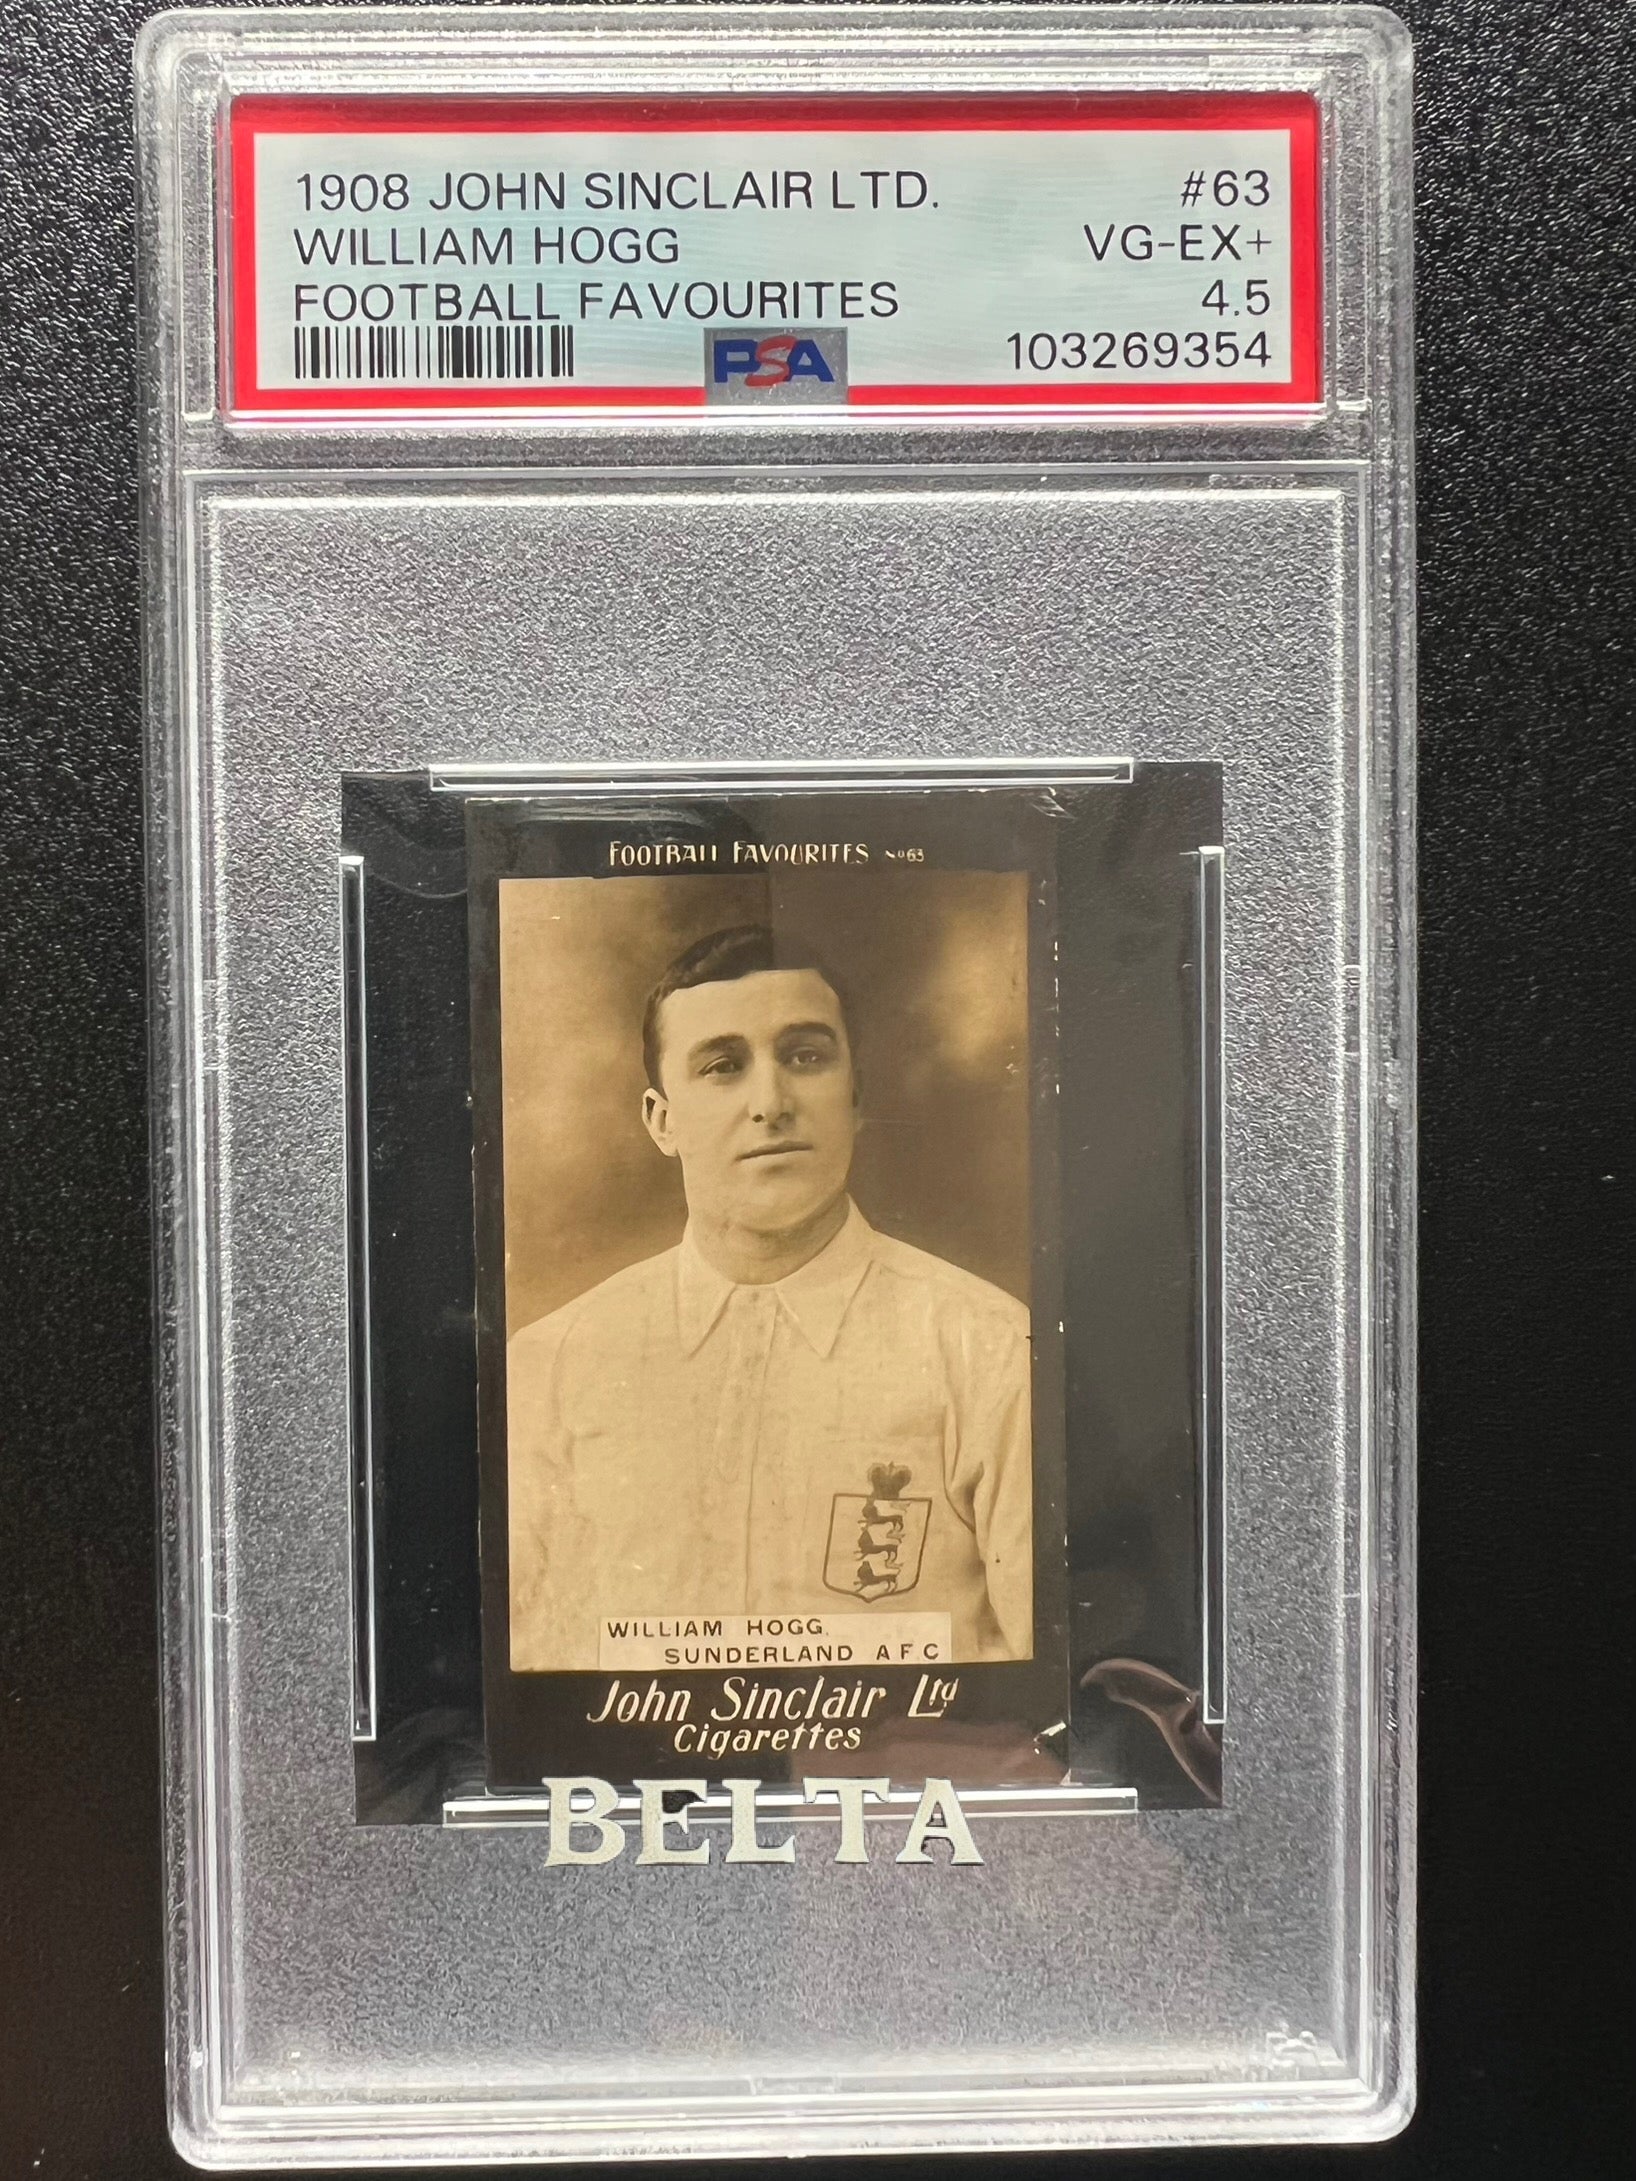 1908 JOHN SINCLAIR LTD. #63
WILLIAM HOGG VG-EX+
FOOTBALL FAVOURITES 4.5
PSA 103269354
FOOTBALL FAVOURITES No 63
WILLIAM HOGG.
SUNDERLAND A F C
John Sinclair Ltd
Cigarettes
BELTA